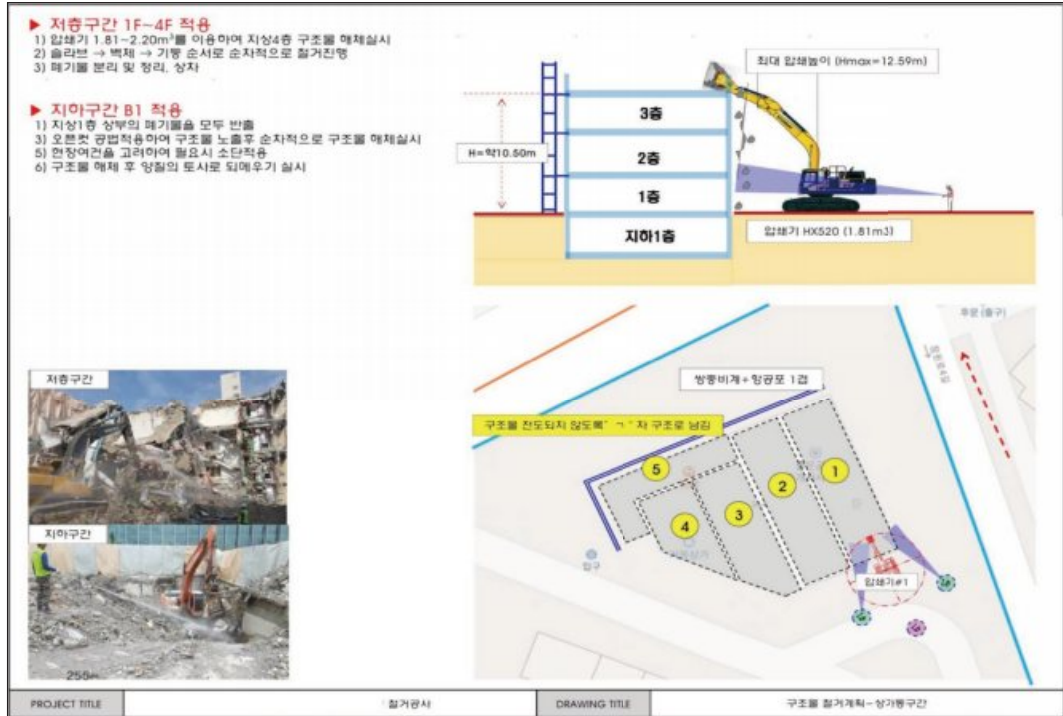 ▶ 저층구간 1F~4F 적용
1) 압쇄기 1.81~2.20m³를 이용하여 지상4층 구조물 해체실시
2) 슬라브 → 벽체 → 기둥 순서로 순차적으로 철거진행
3) 폐기물 분리 및 정리, 상차
▶ 지하구간 B1 적용
1) 지상1층 상부의 폐기물을 모두 반출
3) 오픈컷 공법적용하여 구조물 노출후 순차적으로 구조물 해체실시
5) 현장여건을 고려하여 필요시 소단적용
6) 구조물 해체 후 양질의 토사로 되메우기 실시
최대 압쇄높이 (Hmax=12.59m)
3층
H=약10.50m
2층
1층
지하1층
압쇄기 HX520 (1.81m3)
저층구간
지하구간
255
후문(출구)
쌍줄비계+방공포 1겹
구조물 전도되지 않도록 "ㄱ"자 구조로 남김
5
1
2
3
4
입구
압쇄기#1
PROJECT TITLE
철거공사
DRAWING TITLE
구조물 철거계획-상가동구간